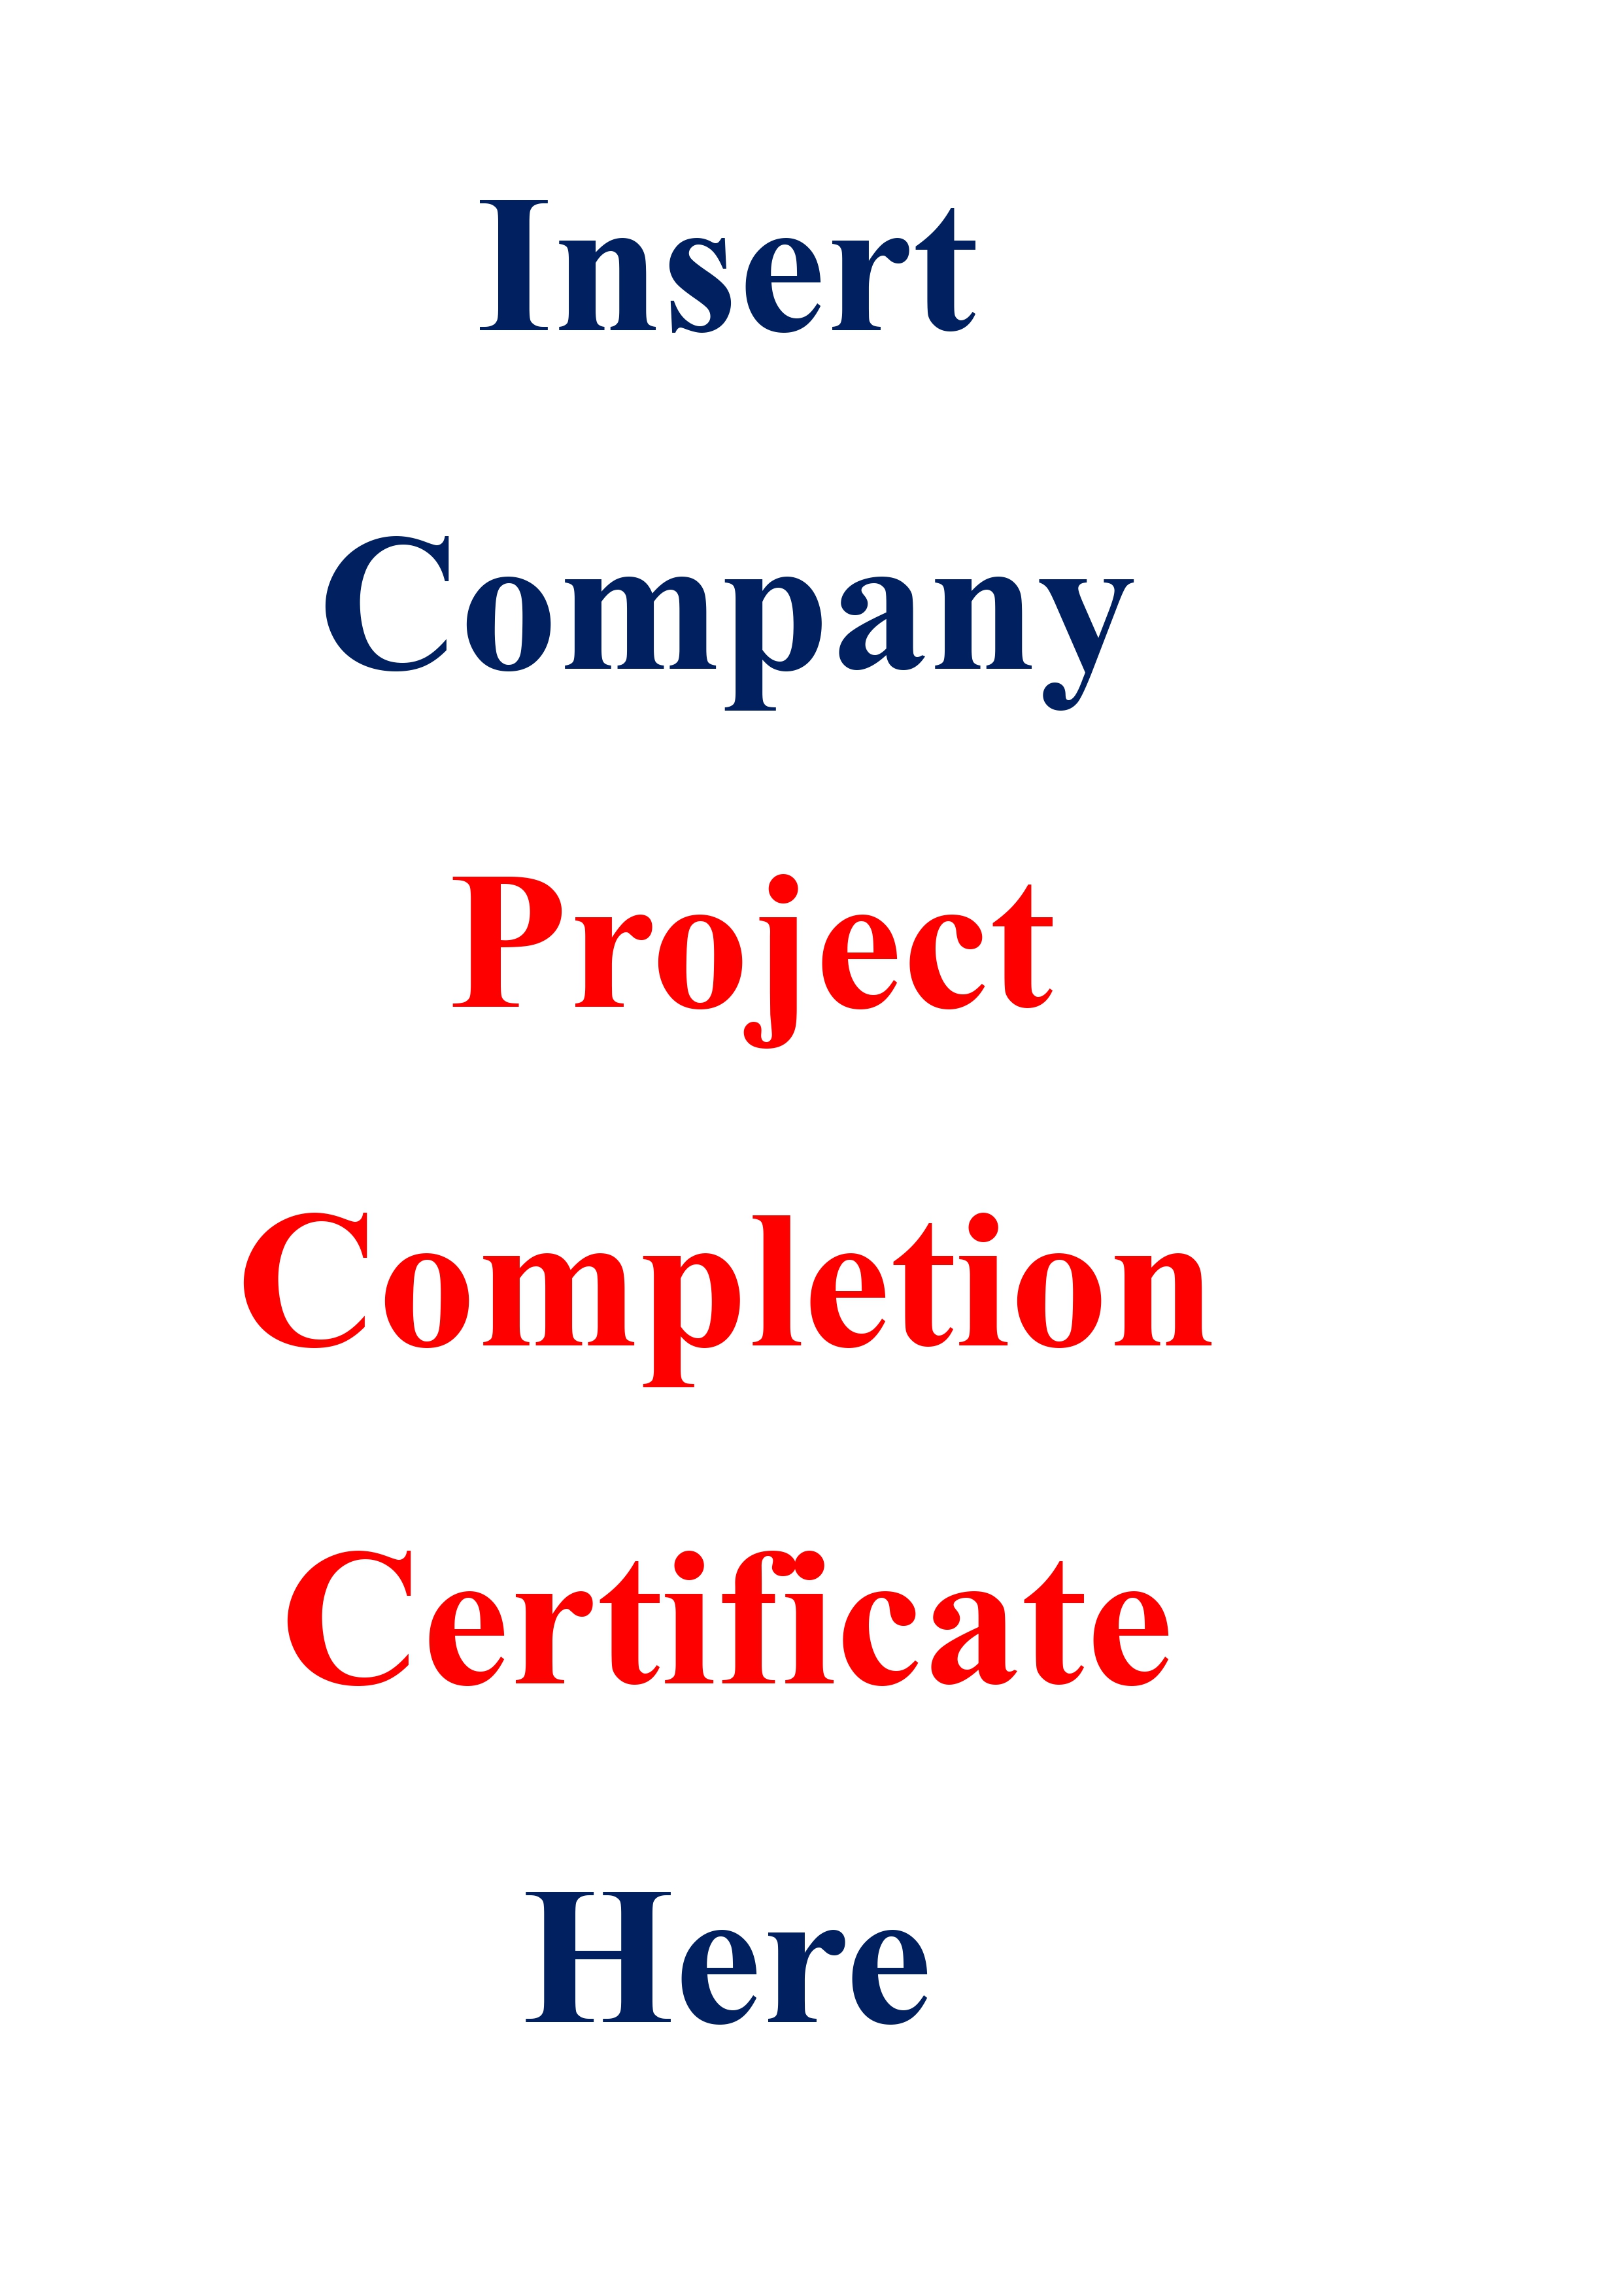 Insert
Company
Project
Completion
Certificate
Here